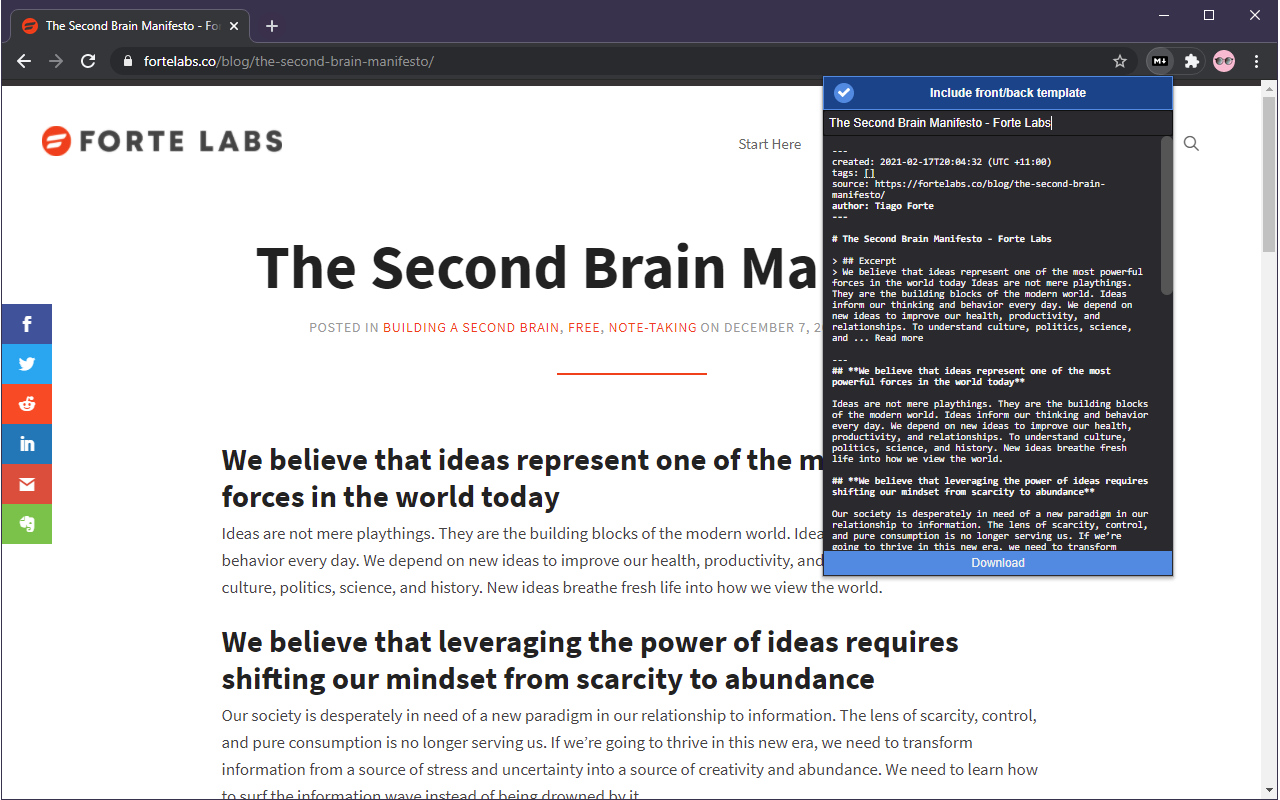 The Second Brain Manifesto - For
fortelabs.co/blog/the-second-brain-manifesto/
M↓
FORTE LABS
Start Here
The Second Brain Ma
POSTED IN BUILDING A SECOND BRAIN, FREE, NOTE-TAKING ON DECEMBER 7, 2
f
in
We believe that ideas represent one of the m
forces in the world today
Ideas are not mere playthings. They are the building blocks of the modern world. Idea
behavior every day. We depend on new ideas to improve our health, productivity, and
culture, politics, science, and history. New ideas breathe fresh life into how we view the world.
We believe that leveraging the power of ideas requires
shifting our mindset from scarcity to abundance
Our society is desperately in need of a new paradigm in our relationship to information. The lens of scarcity, control,
and pure consumption is no longer serving us. If we’re going to thrive in this new era, we need to transform
information from a source of stress and uncertainty into a source of creativity and abundance. We need to learn how
to surf the information wave instead of being drowned by it.
Include front/back template
The Second Brain Manifesto - Forte Labs
---
created: 2021-02-17T20:04:32 (UTC +11:00)
tags: []
source: https://fortelabs.co/blog/the-second-brain-
manifesto/
author: Tiago Forte
---
# The Second Brain Manifesto - Forte Labs
> ## Excerpt
> We believe that ideas represent one of the most powerful
forces in the world today Ideas are not mere playthings.
They are the building blocks of the modern world. Ideas
inform our thinking and behavior every day. We depend on
new ideas to improve our health, productivity, and
relationships. To understand culture, politics, science,
and ... Read more
---
## **We believe that ideas represent one of the most
powerful forces in the world today**
Ideas are not mere playthings. They are the building blocks
of the modern world. Ideas inform our thinking and behavior
every day. We depend on new ideas to improve our health,
productivity, and relationships. To understand culture,
politics, science, and history. New ideas breathe fresh
life into how we view the world.
## **We believe that leveraging the power of ideas requires
shifting our mindset from scarcity to abundance**
Our society is desperately in need of a new paradigm in our
relationship to information. The lens of scarcity, control,
and pure consumption is no longer serving us. If we’re
going to thrive in this new era, we need to transform
Download